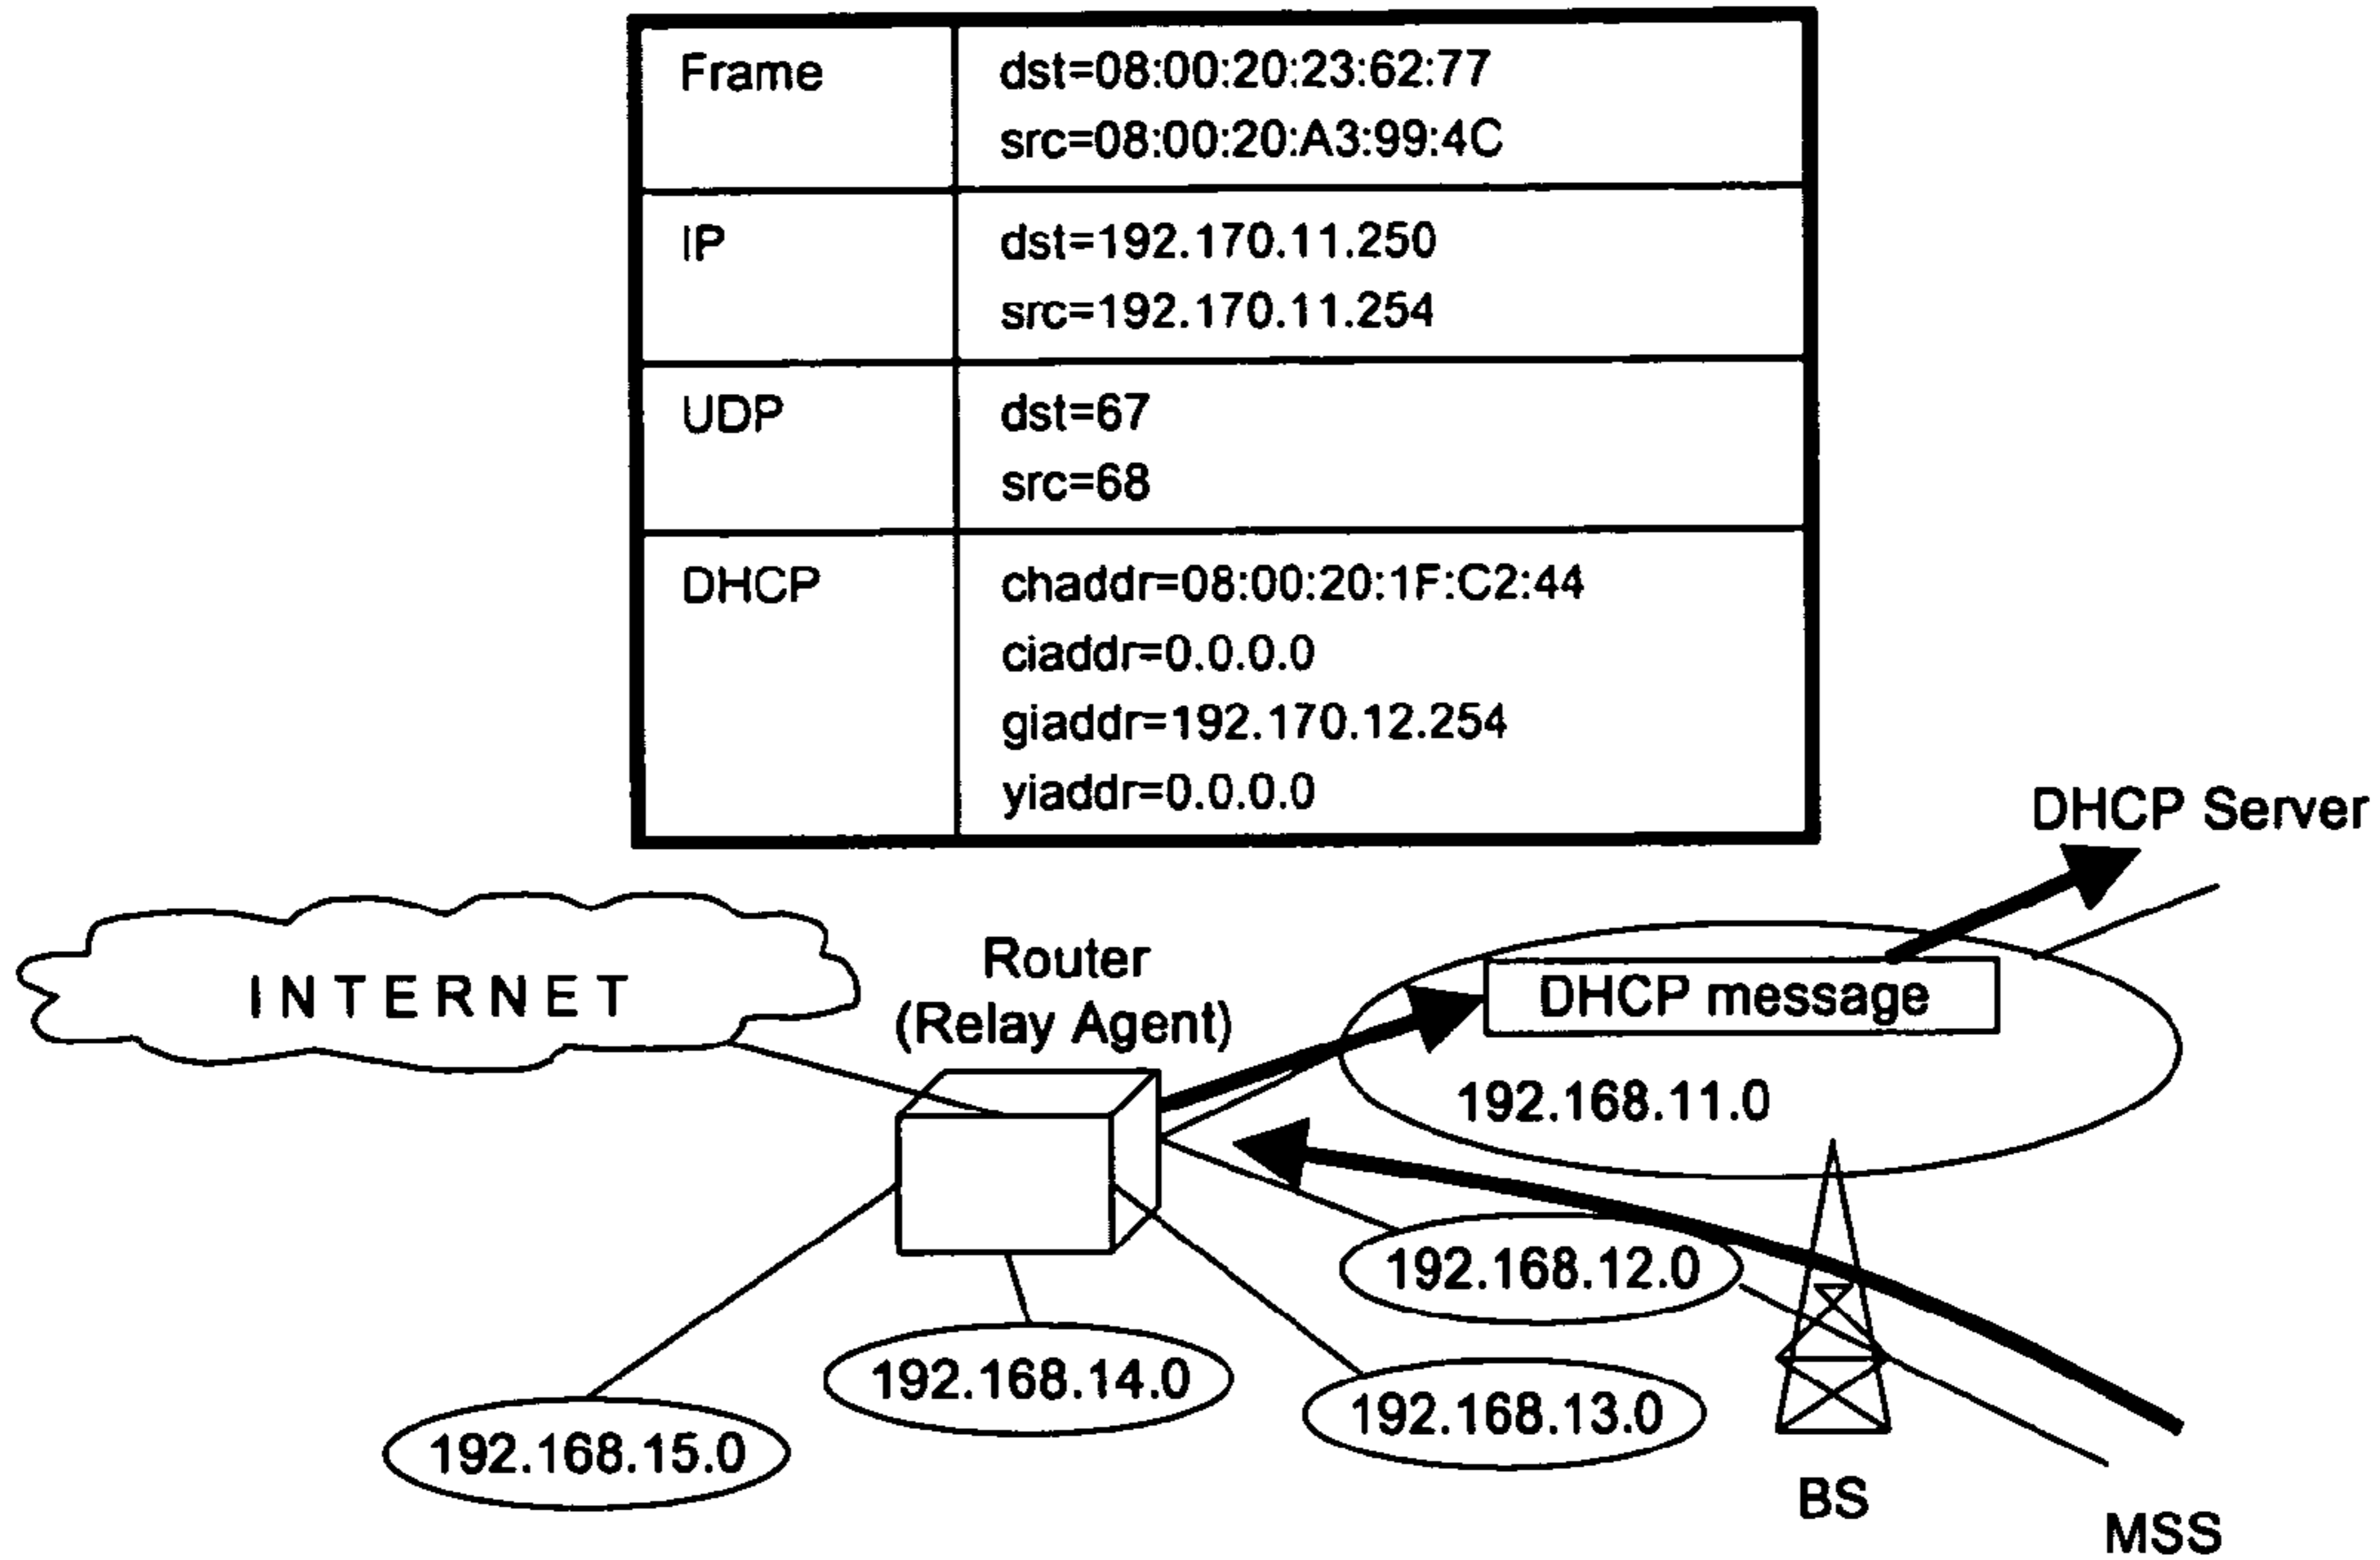 Frame
dst=08:00:20:23:62:77
src=08:00:20:A3:99:4C
IP
dst=192.170.11.250
src=192.170.11.254
UDP
dst=67
src=68
DHCP
chaddr=08:00:20:1F:C2:44
ciaddr=0.0.0.0
giaddr=192.170.12.254
yiaddr=0.0.0.0
DHCP Server
INTERNET
Router
(Relay Agent)
DHCP message
192.168.11.0
192.168.12.0
192.168.14.0
192.168.13.0
192.168.15.0
BS
MSS